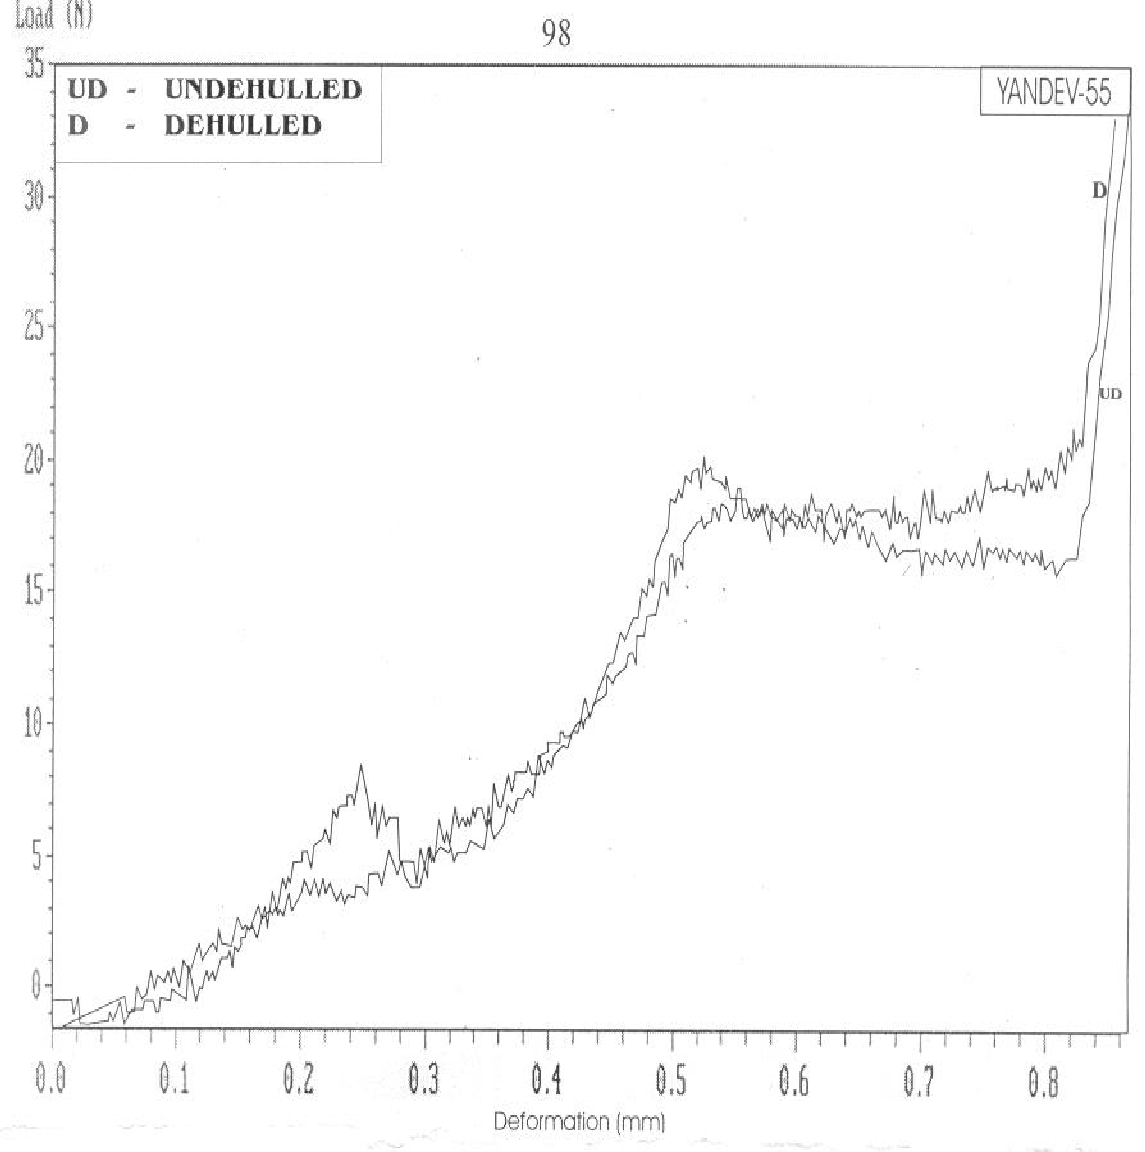 Load (N)
98
35
UD - UNDEHULLED
D - DEHULLED
YANDEV-55
30
D
25
UD
20
15
10
5
0
0.0 0.1 0.2 0.3 0.4 0.5 0.6 0.7 0.8
Deformation (mm)